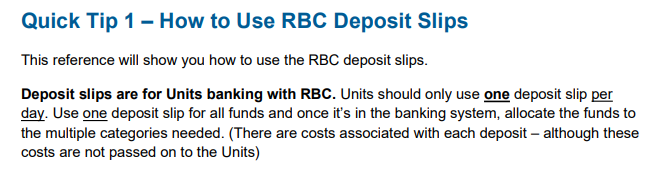 Quick Tip 1 – How to Use RBC Deposit Slips
This reference will show you how to use the RBC deposit slips.
Deposit slips are for Units banking with RBC. Units should only use one deposit slip per
day. Use one deposit slip for all funds and once it's in the banking system, allocate the funds to
the multiple categories needed. (There are costs associated with each deposit – although these
costs are not passed on to the Units)